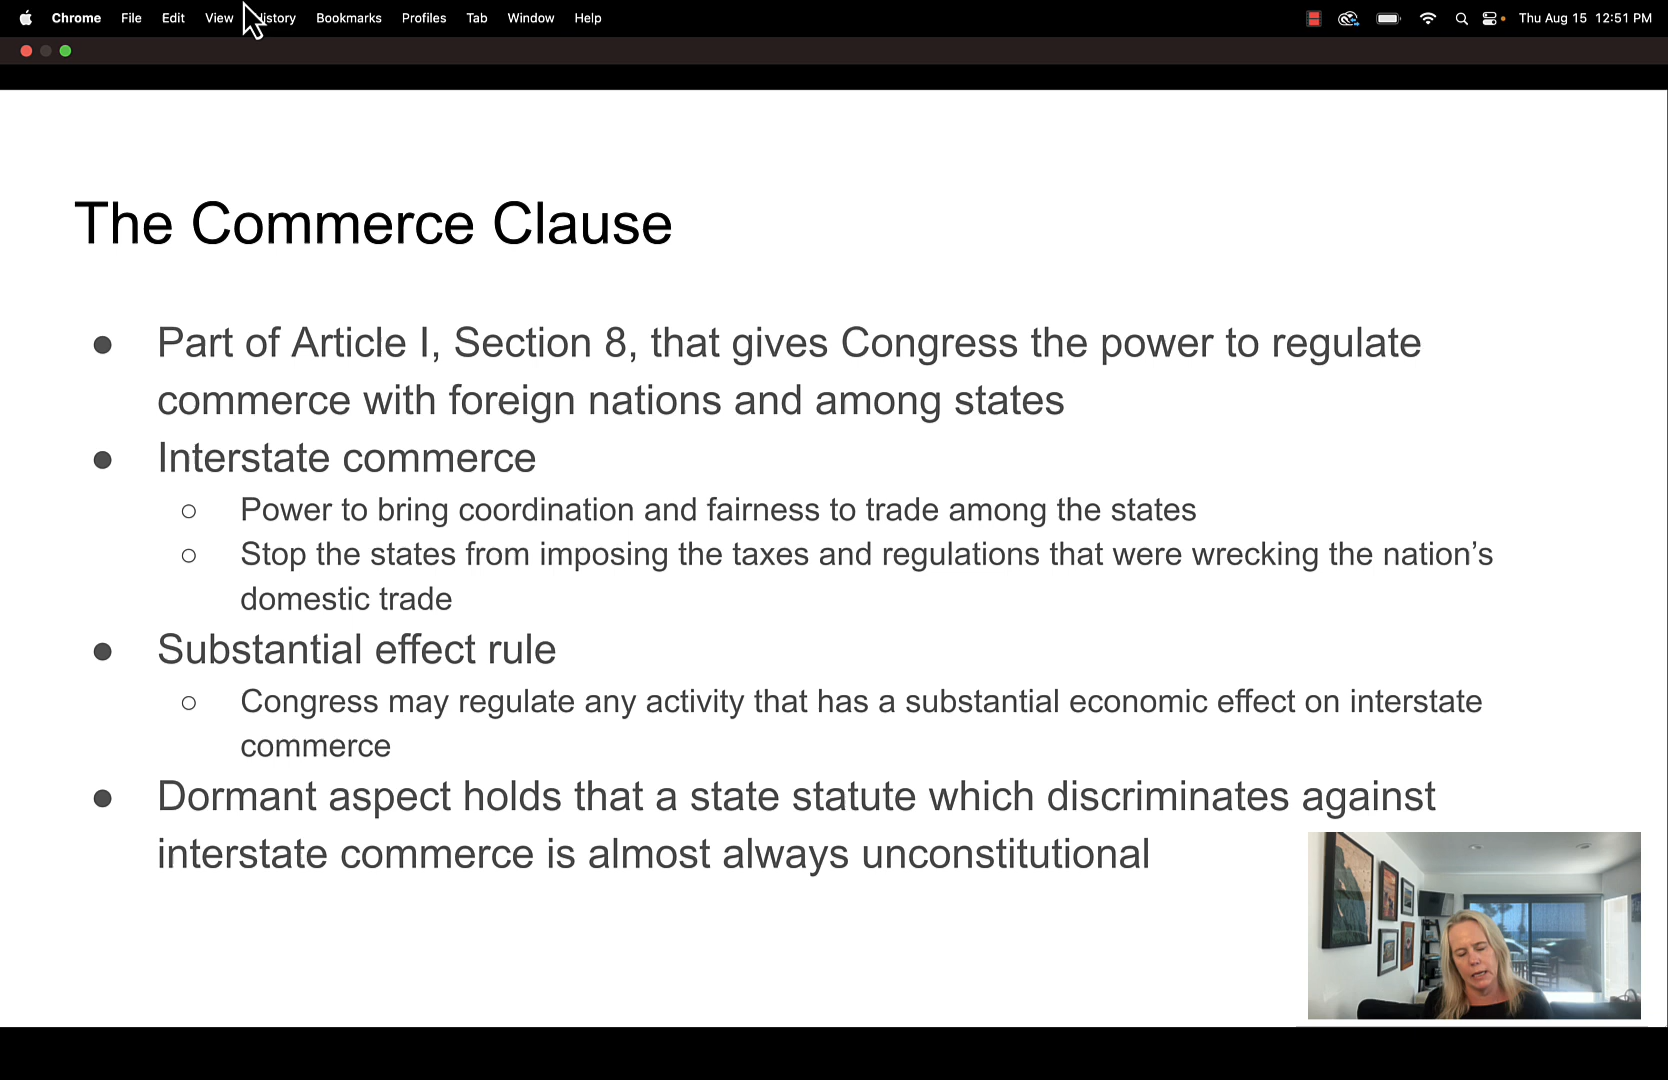 Chrome File Edit View History Bookmarks Profiles Tab Window Help Thu Aug 15 12:51 PM
The Commerce Clause
● Part of Article I, Section 8, that gives Congress the power to regulate
commerce with foreign nations and among states
● Interstate commerce
○ Power to bring coordination and fairness to trade among the states
○ Stop the states from imposing the taxes and regulations that were wrecking the nation’s
domestic trade
● Substantial effect rule
○ Congress may regulate any activity that has a substantial economic effect on interstate
commerce
● Dormant aspect holds that a state statute which discriminates against
interstate commerce is almost always unconstitutional